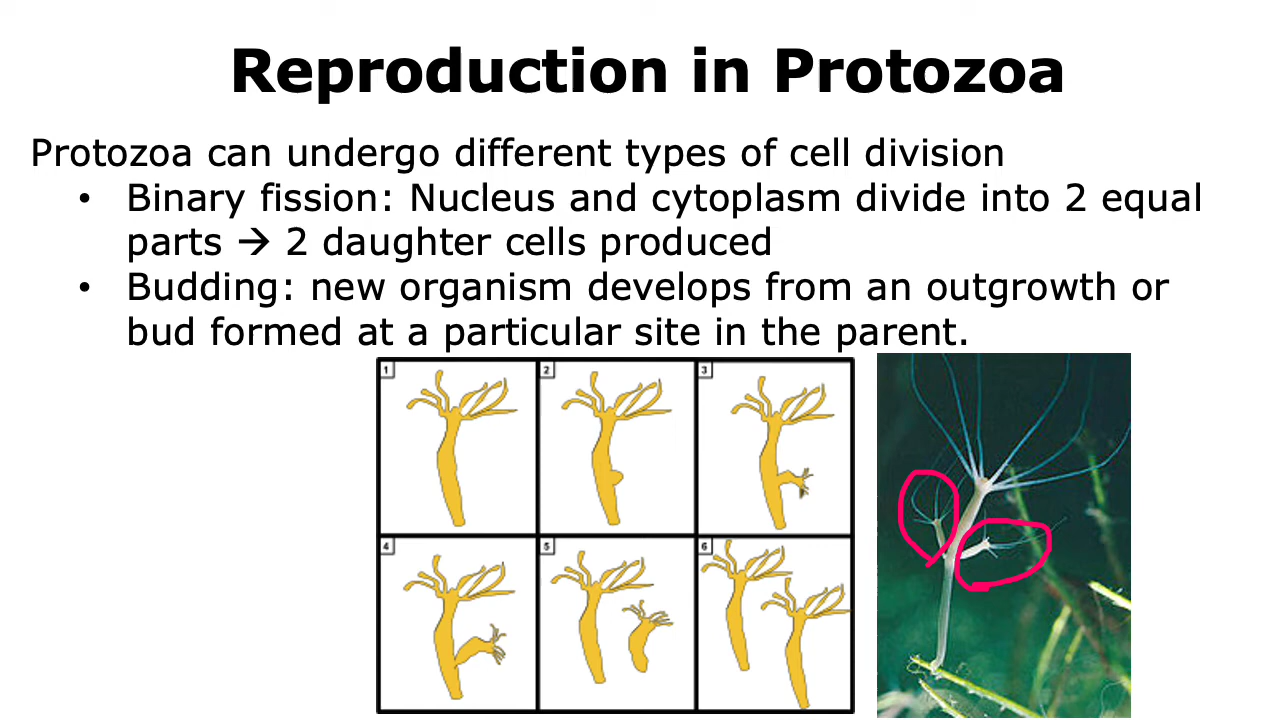 Reproduction in Protozoa
Protozoa can undergo different types of cell division
• Binary fission: Nucleus and cytoplasm divide into 2 equal
parts → 2 daughter cells produced
• Budding: new organism develops from an outgrowth or
bud formed at a particular site in the parent.
1 2 3
4 5 6